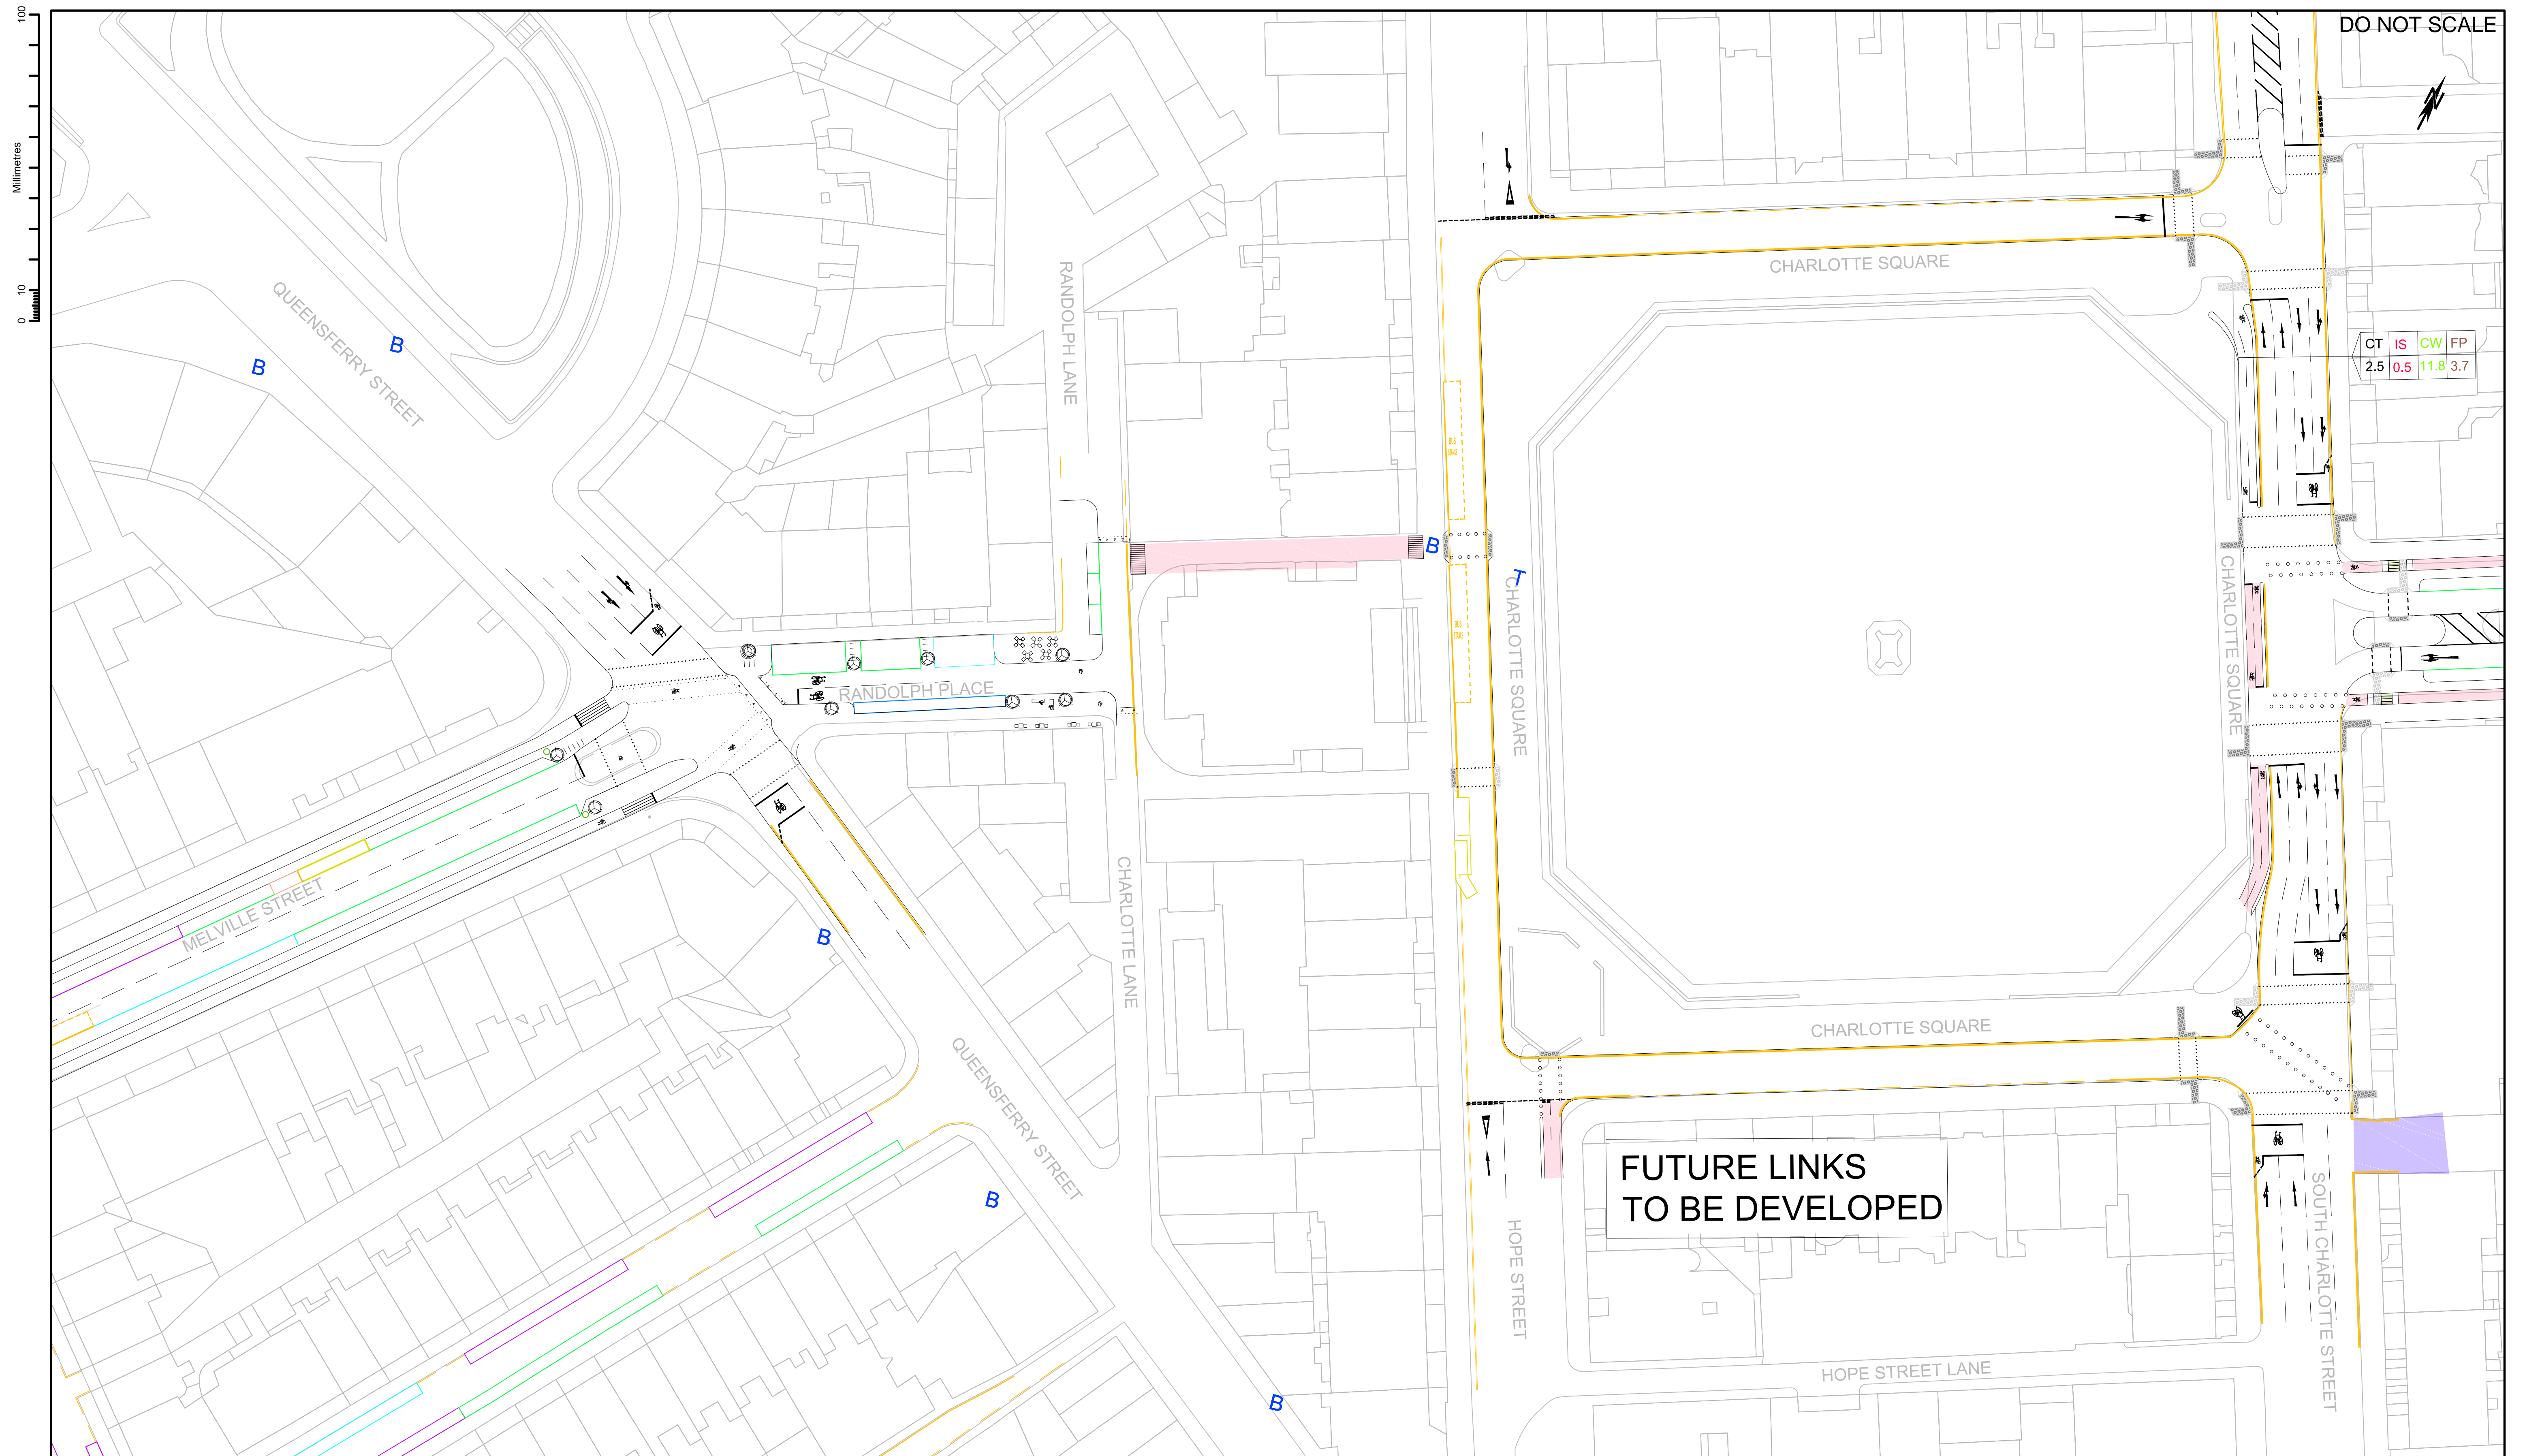 DO NOT SCALE
100
Millimetres
10
0
QUEENSFERRY STREET
B
B
RANDOLPH LANE
CHARLOTTE SQUARE
CT IS CW FP
2.5 0.5 11.8 3.7
BUS
B
T
CHARLOTTE SQUARE
CHARLOTTE SQUARE
BUS
RANDOLPH PLACE
MELVILLE STREET
B
CHARLOTTE LANE
CHARLOTTE SQUARE
QUEENSFERRY STREET
B
FUTURE LINKS
TO BE DEVELOPED
HOPE STREET
SOUTH CHARLOTTE STREET
HOPE STREET LANE
B